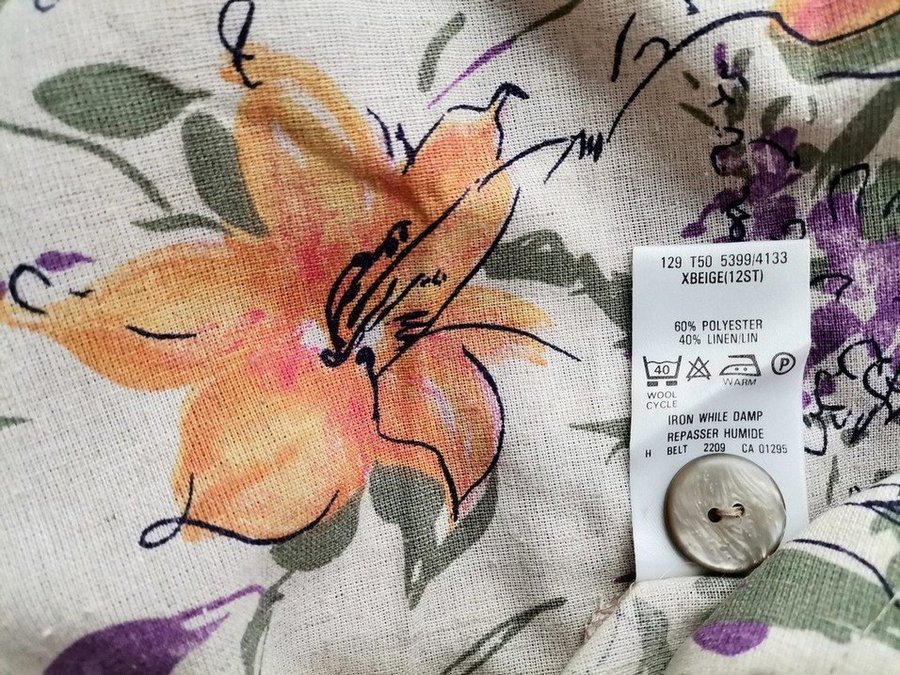 129 T50 5399/4133
XBEIGE(12ST)
60% POLYESTER
40% LINEN/LIN
40 P
WARM
WOOL
CYCLE
IRON WHILE DAMP
REPASSER HUMIDE
H BELT 2209 CA 01295